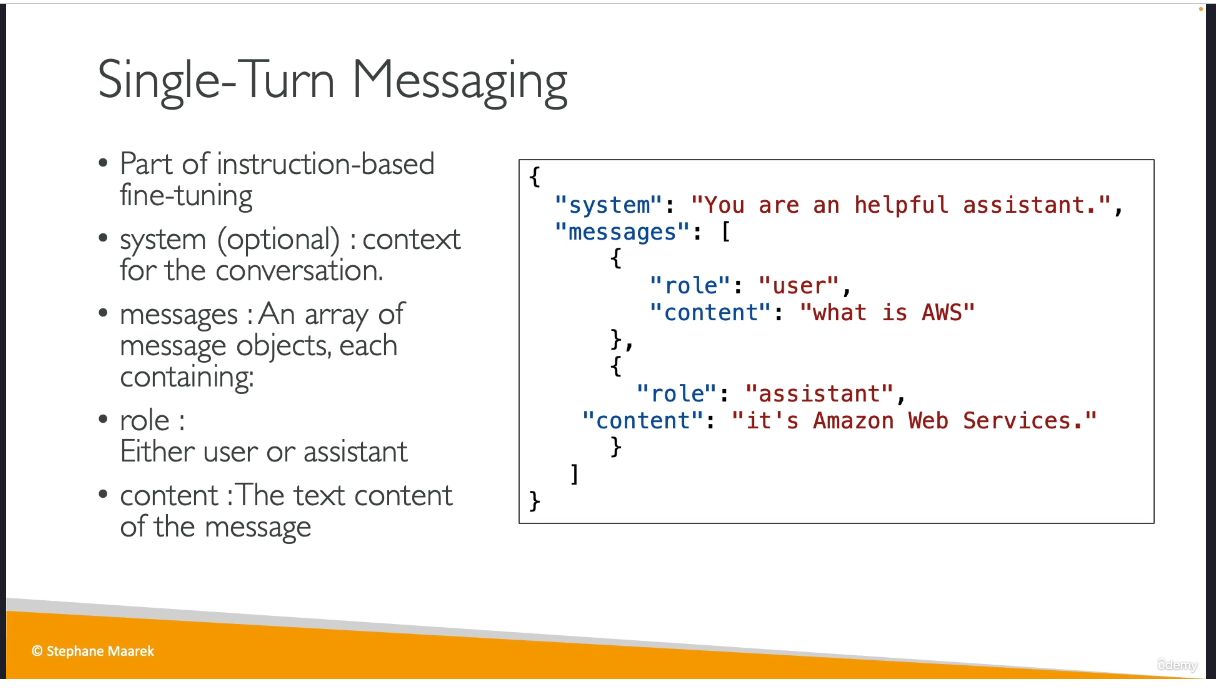 Single-Turn Messaging
• Part of instruction-based
fine-tuning
• system (optional) : context
for the conversation.
• messages : An array of
message objects, each
containing:
• role :
Either user or assistant
• content : The text content
of the message
{
"system": "You are an helpful assistant.",
"messages": [
{
"role": "user",
"content": "what is AWS"
},
{
"role": "assistant",
"content": "it's Amazon Web Services."
}
]
}
© Stephane Maarek
ûdemy